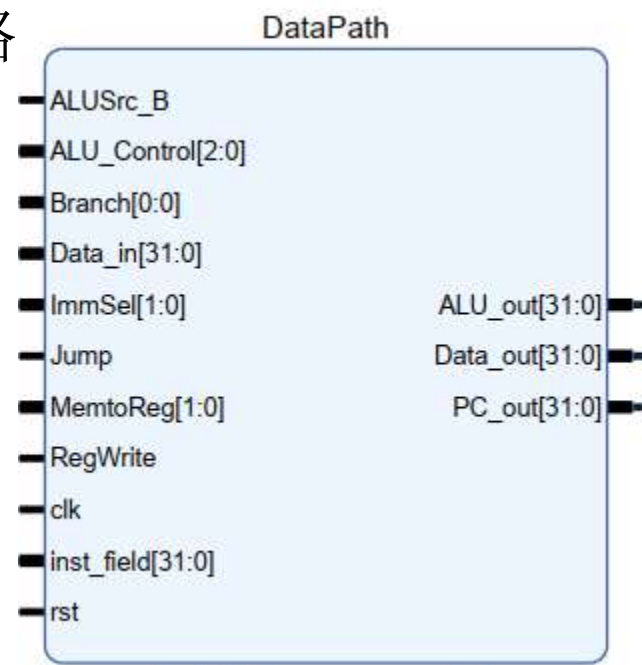 DataPath
ALUSrc_B
ALU_Control[2:0]
Branch[0:0]
Data_in[31:0]
ImmSel[1:0]
Jump
MemtoReg[1:0]
RegWrite
clk
inst_field[31:0]
rst
ALU_out[31:0]
Data_out[31:0]
PC_out[31:0]